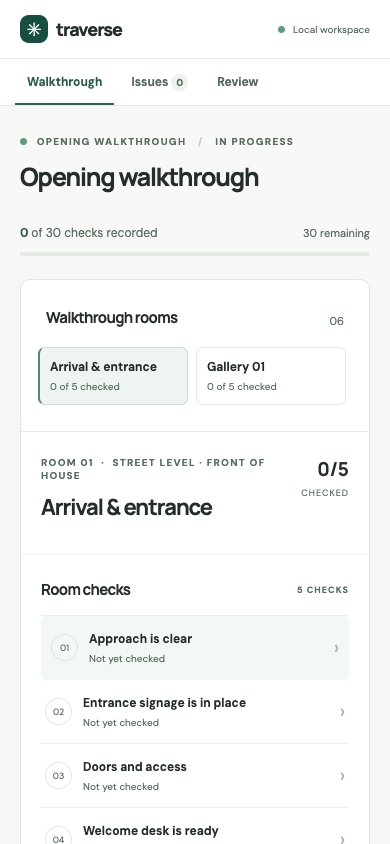 traverse
Local workspace
Walkthrough
Issues 0
Review
OPENING WALKTHROUGH / IN PROGRESS
Opening walkthrough
0 of 30 checks recorded
30 remaining
Walkthrough rooms
06
Arrival & entrance
0 of 5 checked
Gallery 01
0 of 5 checked
ROOM 01 · STREET LEVEL · FRONT OF
HOUSE
Arrival & entrance
0/5
CHECKED
Room checks
5 CHECKS
01
Approach is clear
Not yet checked
02
Entrance signage is in place
Not yet checked
03
Doors and access
Not yet checked
04
Welcome desk is ready
Not yet checked